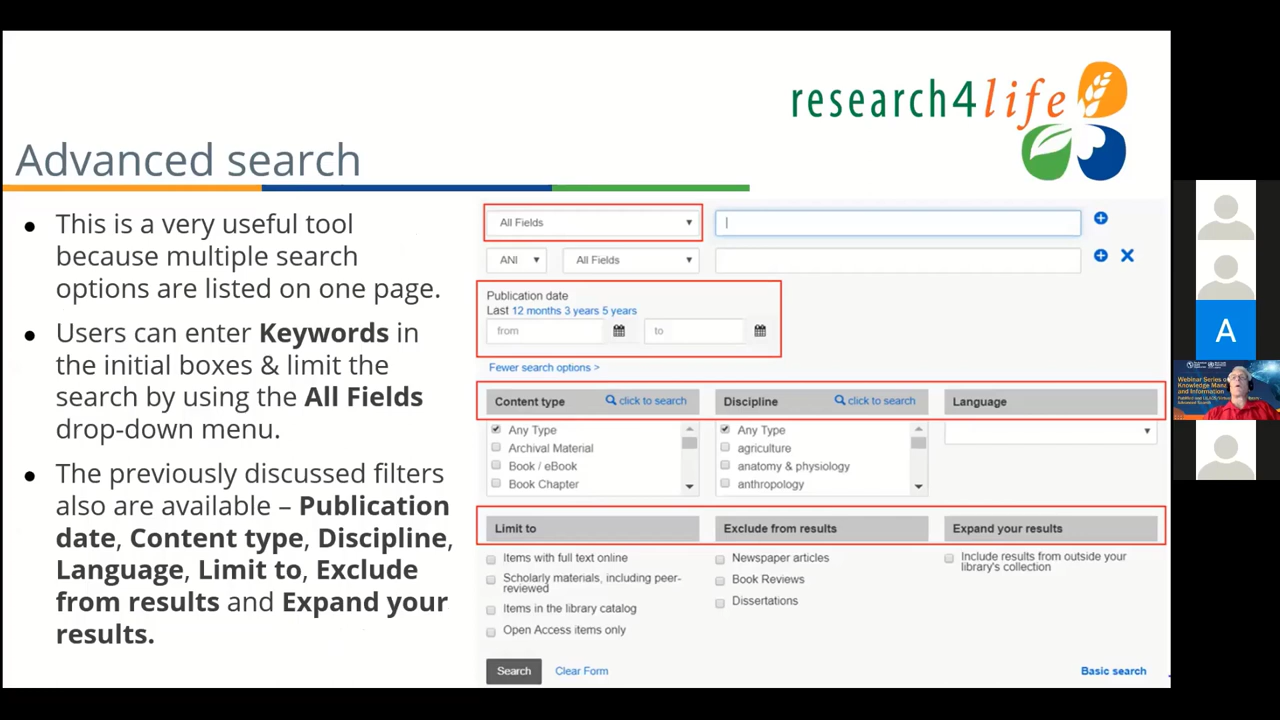 research4life
Advanced search
● This is a very useful tool
because multiple search
options are listed on one page.
● Users can enter Keywords in
the initial boxes & limit the
search by using the All Fields
drop-down menu.
● The previously discussed filters
also are available – Publication
date, Content type, Discipline,
Language, Limit to, Exclude
from results and Expand your
results.
All Fields
ANI All Fields
Publication date
Last 12 months 3 years 5 years
from to
Fewer search options >
Content type click to search Discipline click to search Language
Any Type Any Type
Archival Material agriculture
Book / eBook anatomy & physiology
Book Chapter anthropology
Limit to Exclude from results Expand your results
Items with full text online Newspaper articles Include results from outside your
library's collection
Scholarly materials, including peer-
reviewed Book Reviews
Items in the library catalog Dissertations
Open Access items only
Search Clear Form Basic search
A
Webinar Series on
Knowledge Mana
and Information